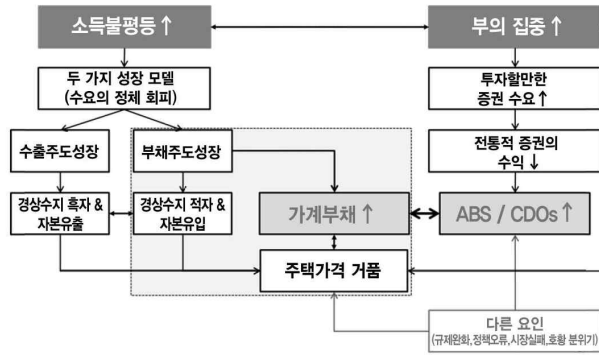 소득불평등 ↑
부의 집중 ↑
두 가지 성장 모델
(수요의 정체 회피)
투자할만한
증권 수요↑
수출주도성장
부채주도성장
전통적 증권의
수익↓
경상수지 흑자 &
자본유출
경상수지 적자 &
자본유입
가계부채 ↑
ABS / CDOs ↑
주택가격 거품
다른 요인
(규제완화,정책오류,시장실패,호황 분위기)